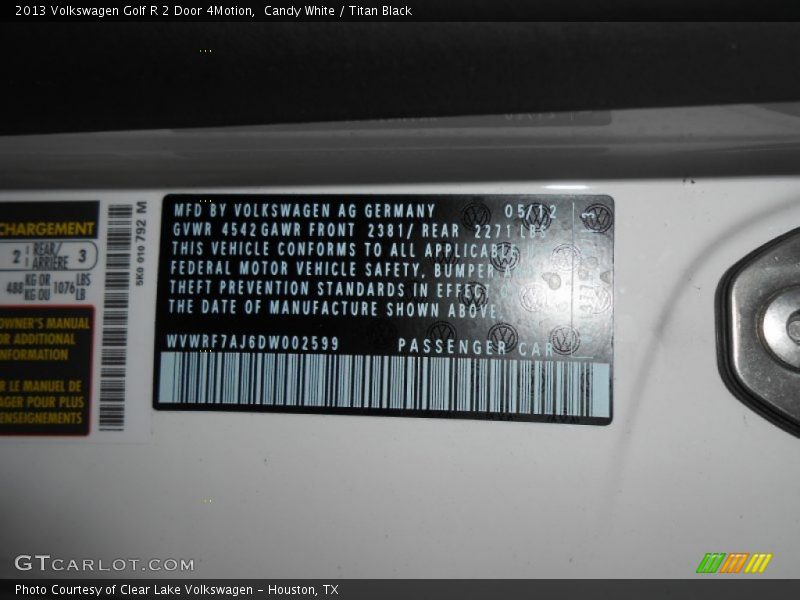 2013 Volkswagen Golf R 2 Door 4Motion,  Candy White / Titan Black
CHARGEMENT
2 REAR/ ARRIÈRE 3
488 KG OR KG OU 1076 LBS LB
OWNER'S MANUAL
OR ADDITIONAL
INFORMATION
R LE MANUEL DE
AGER POUR PLUS
ENSEIGNEMENTS
5K0 010 792 M
MFD BY VOLKSWAGEN AG GERMANY 05/12
GVWR 4542 GAWR FRONT 2381/ REAR 2271 LBS
THIS VEHICLE CONFORMS TO ALL APPLICABLE
FEDERAL MOTOR VEHICLE SAFETY, BUMPER AND
THEFT PREVENTION STANDARDS IN EFFECT ON
THE DATE OF MANUFACTURE SHOWN ABOVE.
WVWRF7AJ6DW002599 PASSENGER CAR
GTCARLOT.COM
Photo Courtesy of Clear Lake Volkswagen - Houston, TX